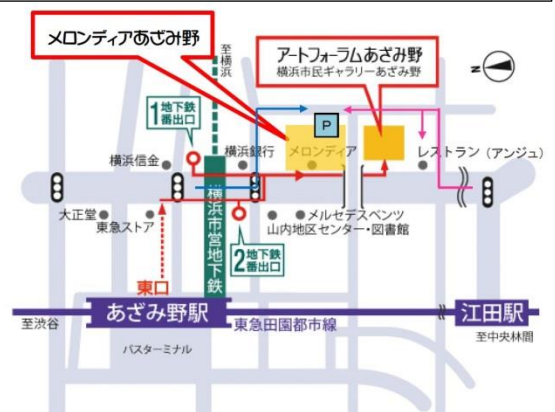 メロンディアあざみ野
至横浜
アートフォーラムあざみ野
横浜市民ギャラリーあざみ野
N
1 地下鉄
番出口
P
横浜信金
横浜銀行
メロンディア
レストラン (アンジュ)
横浜市営地下鉄
大正堂
東急ストア
メルセデスベンツ
山内地区センター・図書館
2 地下鉄
番出口
東口
あざみ野駅
江田駅
至渋谷
東急田園都市線
至中央林間
バスターミナル